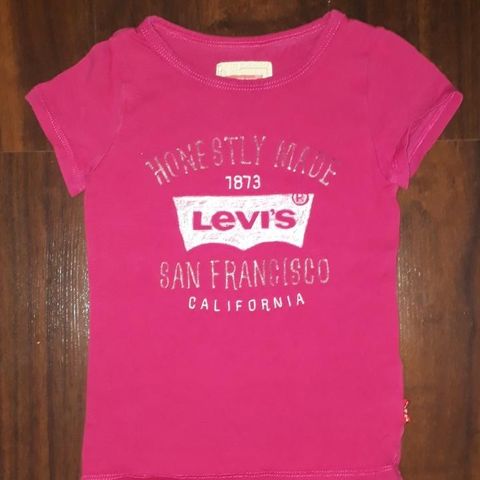 HONESTLY MADE
1873
Levi's ®
SAN FRANCISCO
CALIFORNIA